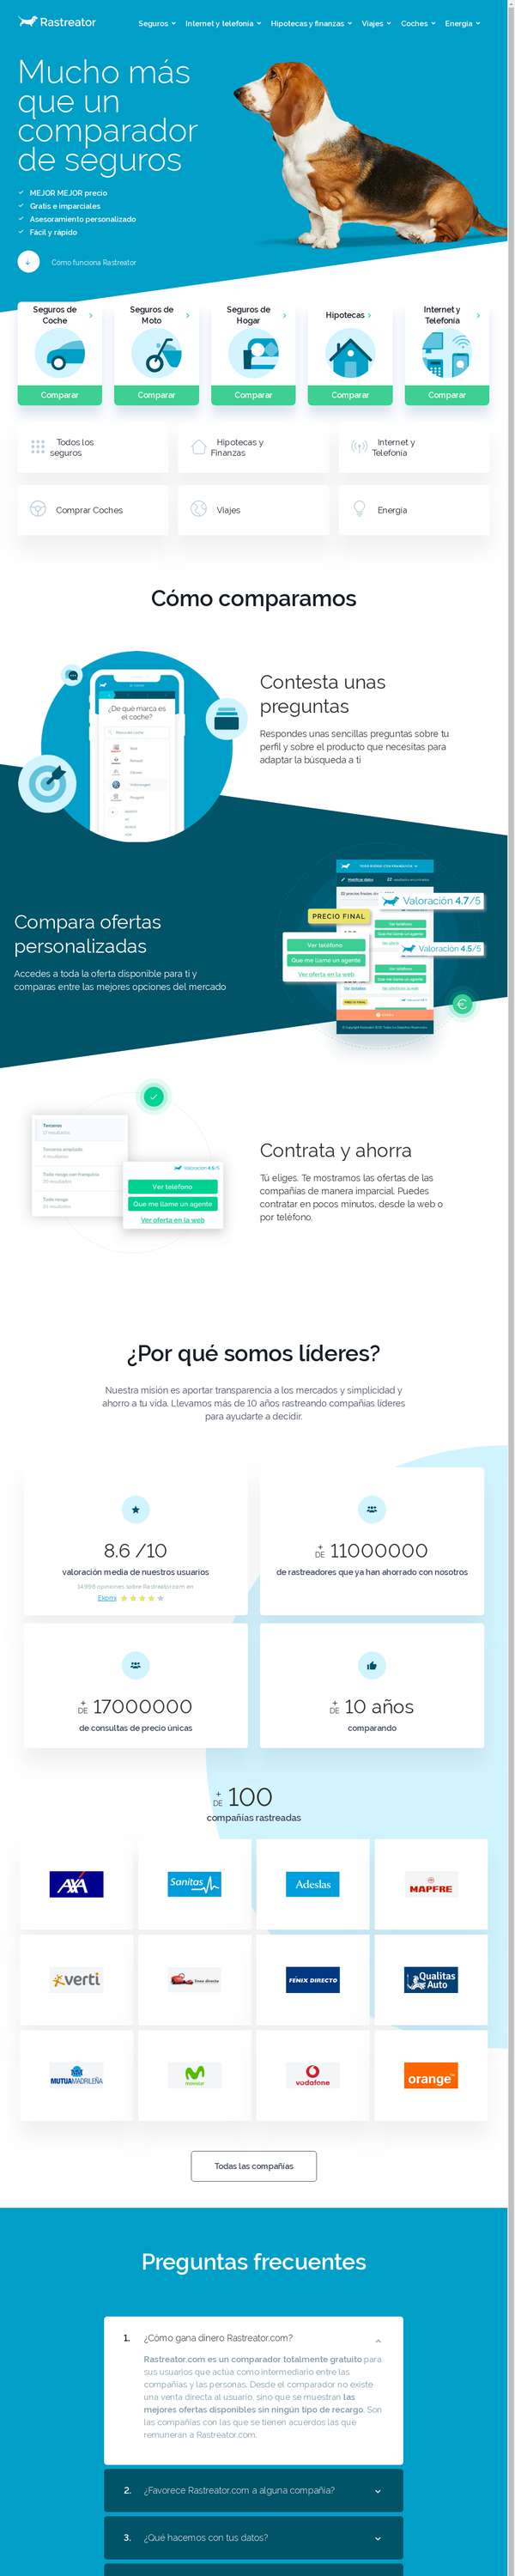 Rastreator
Seguros
Internet y telefonía
Hipotecas y finanzas
Viajes
Coches
Energía
Mucho más
que un
comparador
de seguros
MEJOR MEJOR precio
Gratis e imparciales
Asesoramiento personalizado
Fácil y rápido
Cómo funciona Rastreator
Seguros de
Coche
Comparar
Seguros de
Moto
Comparar
Seguros de
Hogar
Comparar
Hipotecas
Comparar
Internet y
Telefonía
Comparar
Todos los
seguros
Hipotecas y
Finanzas
Internet y
Telefonía
Comprar Coches
Viajes
Energía
Cómo comparamos
¿De qué marca es
el coche?
Contesta unas
preguntas
Respondes unas sencillas preguntas sobre tu
perfil y sobre el producto que necesitas para
adaptar la búsqueda a ti
Compara ofertas
personalizadas
Accedes a toda la oferta disponible para ti y
comparas entre las mejores opciones del mercado
Valoración 4.7/5
PRECIO FINAL
Ver teléfono
Que me llame un agente
Ver oferta en la web
Valoración 4.5/5
PRECIO FINAL
Terceros
Terceros ampliado
Todo riesgo con franquicia
Todo riesgo
Valoración 4.5/5
Ver teléfono
Que me llame un agente
Ver oferta en la web
Contrata y ahorra
Tú eliges. Te mostramos las ofertas de las
compañías de manera imparcial. Puedes
contratar en pocos minutos, desde la web o
por teléfono.
¿Por qué somos líderes?
Nuestra misión es aportar transparencia a los mercados y simplicidad y
ahorro a tu vida. Llevamos más de 10 años rastreando compañías líderes
para ayudarte a decidir.
8.6 /10
valoración media de nuestros usuarios
14996 opiniones sobre Rastreator.com en
Ekomi
+ DE 11000000
de rastreadores que ya han ahorrado con nosotros
+ DE 17000000
de consultas de precio únicas
+ DE 10 años
comparando
+ DE 100
compañías rastreadas
AXA
Sanitas
Adeslas
MAPFRE
verti
línea directa
FÉNIX DIRECTO
Qualitas
Auto
MUTUAMADRILEÑA
movistar
vodafone
orange
Todas las compañías
Preguntas frecuentes
1. ¿Cómo gana dinero Rastreator.com?
Rastreator.com es un comparador totalmente gratuito para
sus usuarios que actúa como intermediario entre las
compañías y las personas. Desde el comparador no existe
una venta directa al usuario, sino que se muestran las
mejores ofertas disponibles sin ningún tipo de recargo. Son
las compañías con las que se tienen acuerdos las que
remuneran a Rastreator.com.
2. ¿Favorece Rastreator.com a alguna compañía?
3. ¿Qué hacemos con tus datos?